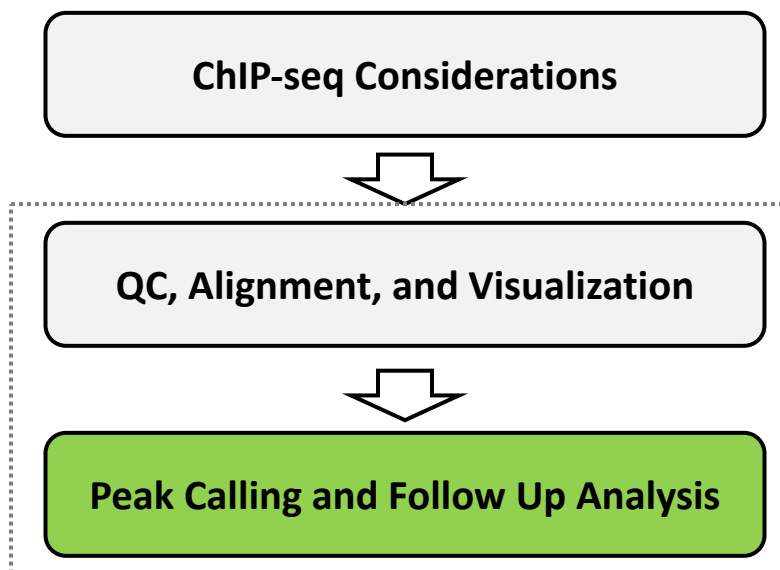 ChIP-seq Considerations
QC, Alignment, and Visualization
Peak Calling and Follow Up Analysis